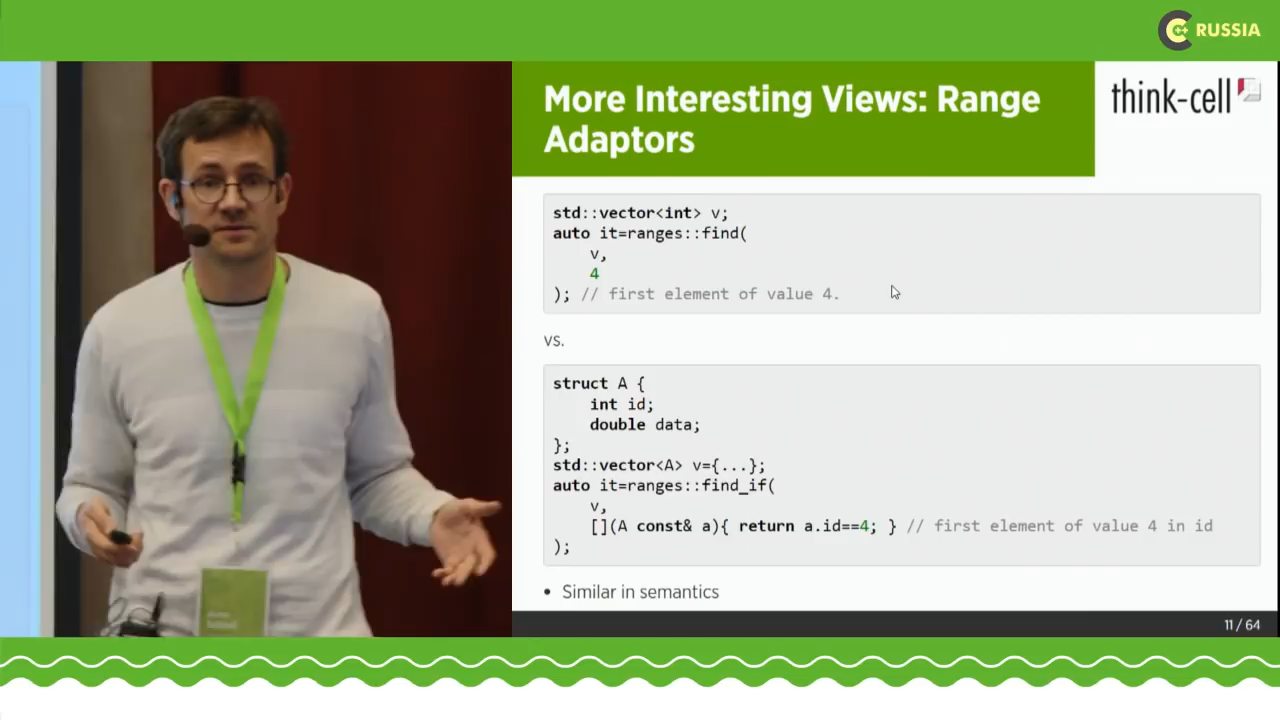 C++ RUSSIA
More Interesting Views: Range
Adaptors
think-cell
std::vector<int> v;
auto it=ranges::find(
    v,
    4
); // first element of value 4.
vs.
struct A {
    int id;
    double data;
};
std::vector<A> v={...};
auto it=ranges::find_if(
    v,
    [](A const& a){ return a.id==4; } // first element of value 4 in id
);
• Similar in semantics
11 / 64